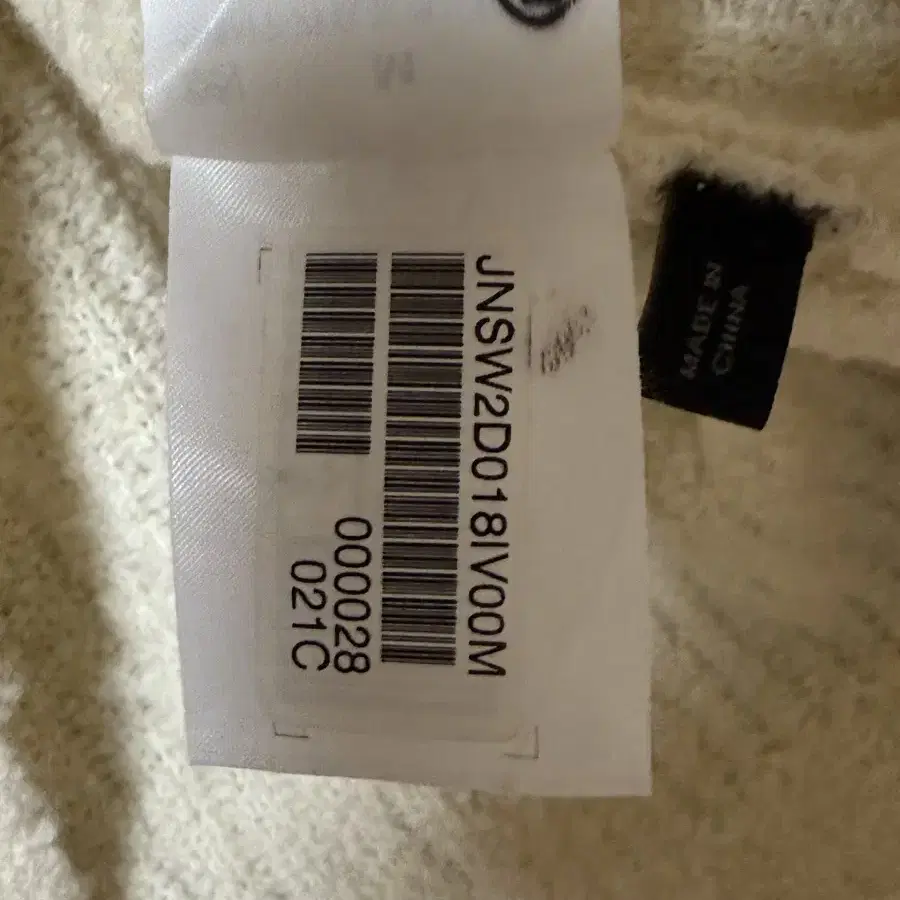 JNSW2D018IV00M
000028
021C
MADE IN
CHINA